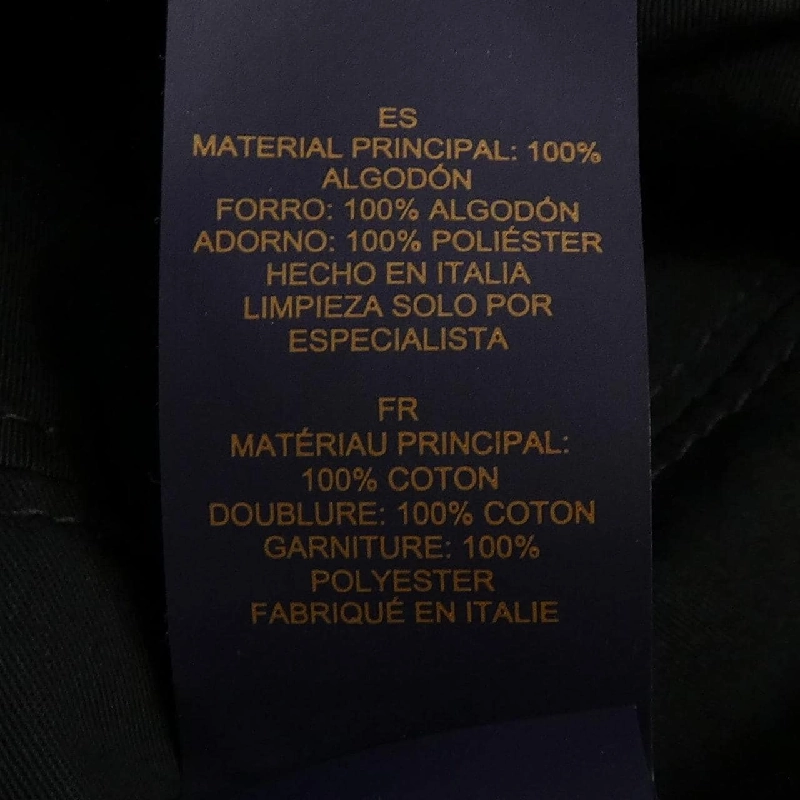 ES
MATERIAL PRINCIPAL: 100%
ALGODÓN
FORRO: 100% ALGODÓN
ADORNO: 100% POLIÉSTER
HECHO EN ITALIA
LIMPIEZA SOLO POR
ESPECIALISTA
FR
MATÉRIAU PRINCIPAL:
100% COTON
DOUBLURE: 100% COTON
GARNITURE: 100%
POLYESTER
FABRIQUÉ EN ITALIE